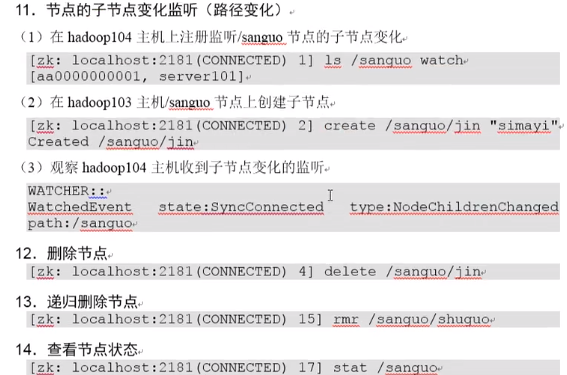 11．节点的子节点变化监听（路径变化）
（1）在 hadoop104 主机上注册监听/sanguo 节点的子节点变化
[zk: localhost:2181(CONNECTED) 1] ls /sanguo watch
[aa0000000001, server101]
（2）在 hadoop103 主机/sanguo 节点上创建子节点
[zk: localhost:2181(CONNECTED) 2] create /sanguo/jin "simayi"
Created /sanguo/jin
（3）观察 hadoop104 主机收到子节点变化的监听
WATCHER::
WatchedEvent state:SyncConnected type:NodeChildrenChanged
path:/sanguo
12．删除节点
[zk: localhost:2181(CONNECTED) 4] delete /sanguo/jin
13．递归删除节点
[zk: localhost:2181(CONNECTED) 15] rmr /sanguo/shuguo
14．查看节点状态
[zk: localhost:2181(CONNECTED) 17] stat /sanguo